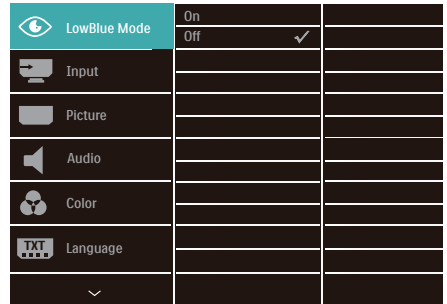 LowBlue Mode
On
Off
Input
Picture
Audio
Color
TXT
Language